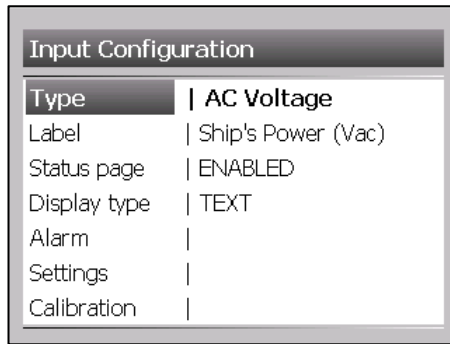 Input Configuration
Type | AC Voltage
Label | Ship's Power (Vac)
Status page | ENABLED
Display type | TEXT
Alarm |
Settings |
Calibration |